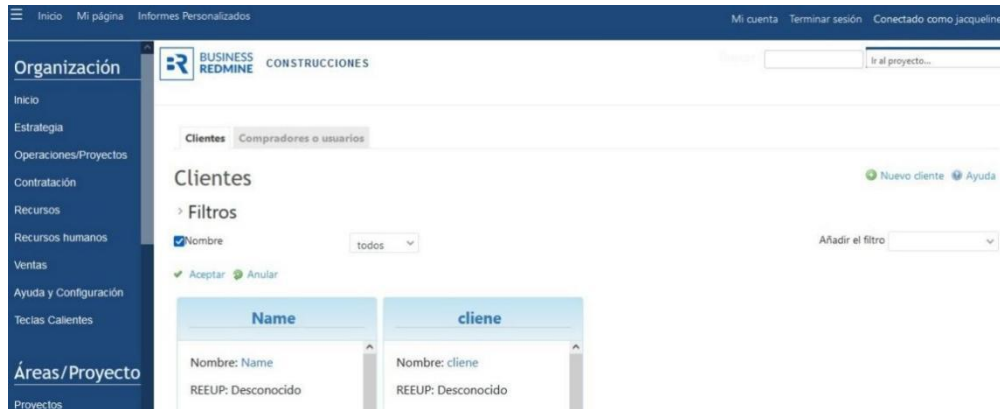 Inicio Mi página Informes Personalizados
Mi cuenta Terminar sesión Conectado como jacqueline
Organización
Inicio
Estrategia
Operaciones/Proyectos
Contratación
Recursos
Recursos humanos
Ventas
Ayuda y Configuración
Teclas Calientes
Áreas/Proyecto
Proyectos
BUSINESS
REDMINE
CONSTRUCCIONES
Ir al proyecto...
Clientes Compradores o usuarios
Clientes
Nuevo cliente Ayuda
> Filtros
Nombre todos Añadir el filtro
Aceptar Anular
Name
Nombre: Name
REEUP: Desconocido
cliene
Nombre: cliene
REEUP: Desconocido